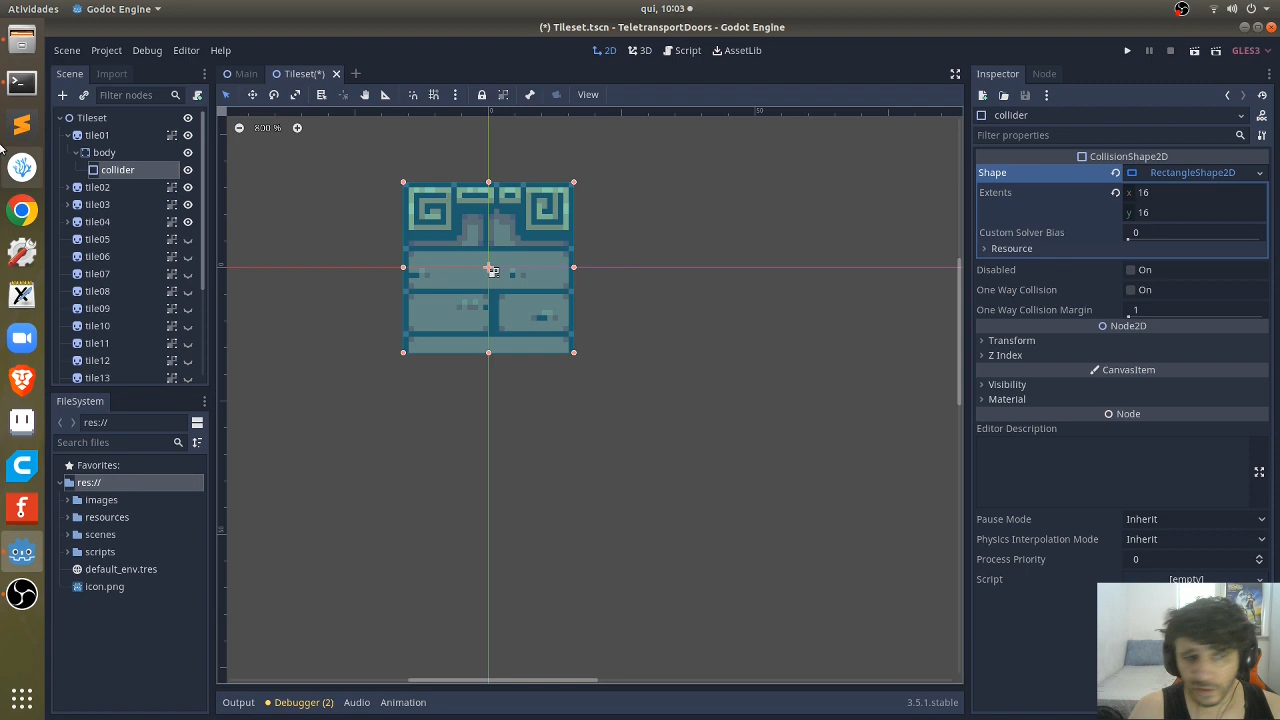 Atividades
Godot Engine
qui, 10:03
(*) Tileset.tscn - TeletransportDoors - Godot Engine
Scene Project Debug Editor Help
2D 3D Script AssetLib
GLES3
Scene Import
Main Tileset(*)
Inspector Node
Filter nodes
Tileset
tile01
body
collider
tile02
tile03
tile04
tile05
tile06
tile07
tile08
tile09
tile10
tile11
tile12
tile13
FileSystem
res://
Search files
Favorites:
res://
images
resources
scenes
scripts
default_env.tres
icon.png
View
0
50
800 %
0
Output Debugger (2) Audio Animation
3.5.1.stable
collider
Filter properties
CollisionShape2D
Shape RectangleShape2D
Extents x 16
y 16
Custom Solver Bias 0
Resource
Disabled On
One Way Collision On
One Way Collision Margin 1
Node2D
Transform
Z Index
CanvasItem
Visibility
Material
Node
Editor Description
Pause Mode Inherit
Physics Interpolation Mode Inherit
Process Priority 0
Script [empty]